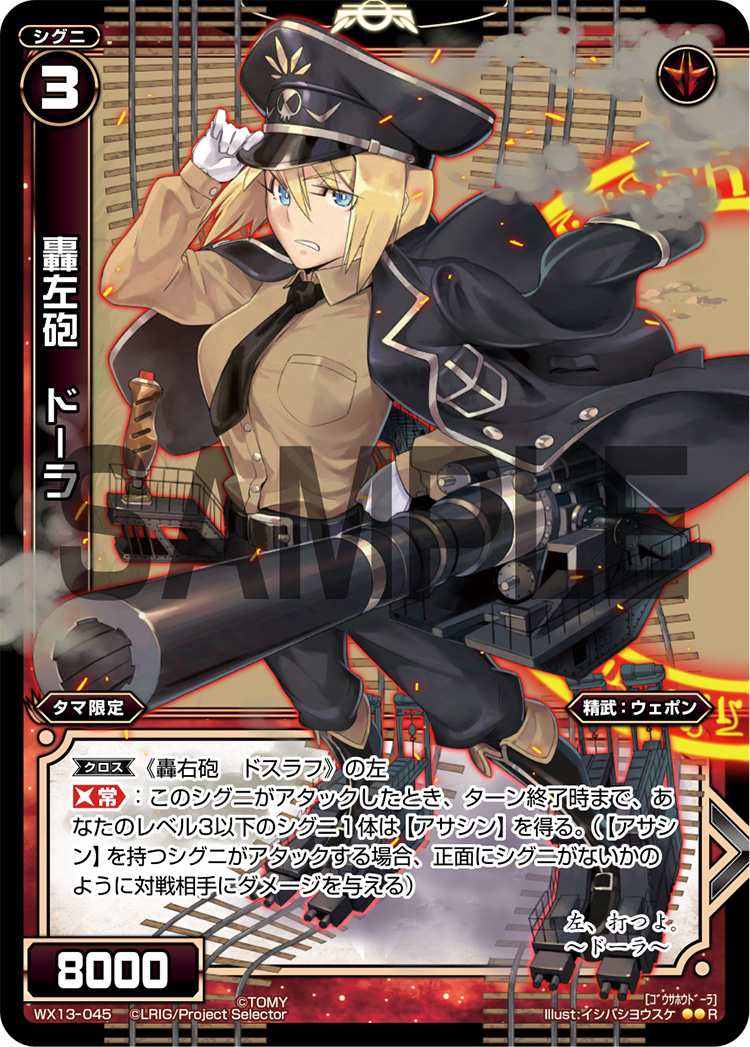 シグニ
3
轟左砲　ドーラ
SAMPLE
タマ限定
精武：ウェポン
クロス 《轟右砲　ドスラフ》の左
常：このシグニがアタックしたとき、ターン終了時まで、あ
なたのレベル3以下のシグニ1体は【アサシン】を得る。（【アサシ
ン】を持つシグニがアタックする場合、正面にシグニがないかの
ように対戦相手にダメージを与える）
左、打つよ。
～ドーラ～
8000
[ｺﾞｳｻﾎｳﾄﾞｰﾗ]
©TOMY
WX13-045 ©LRIG/Project Selector
Illust:イシバシヨウスケ R